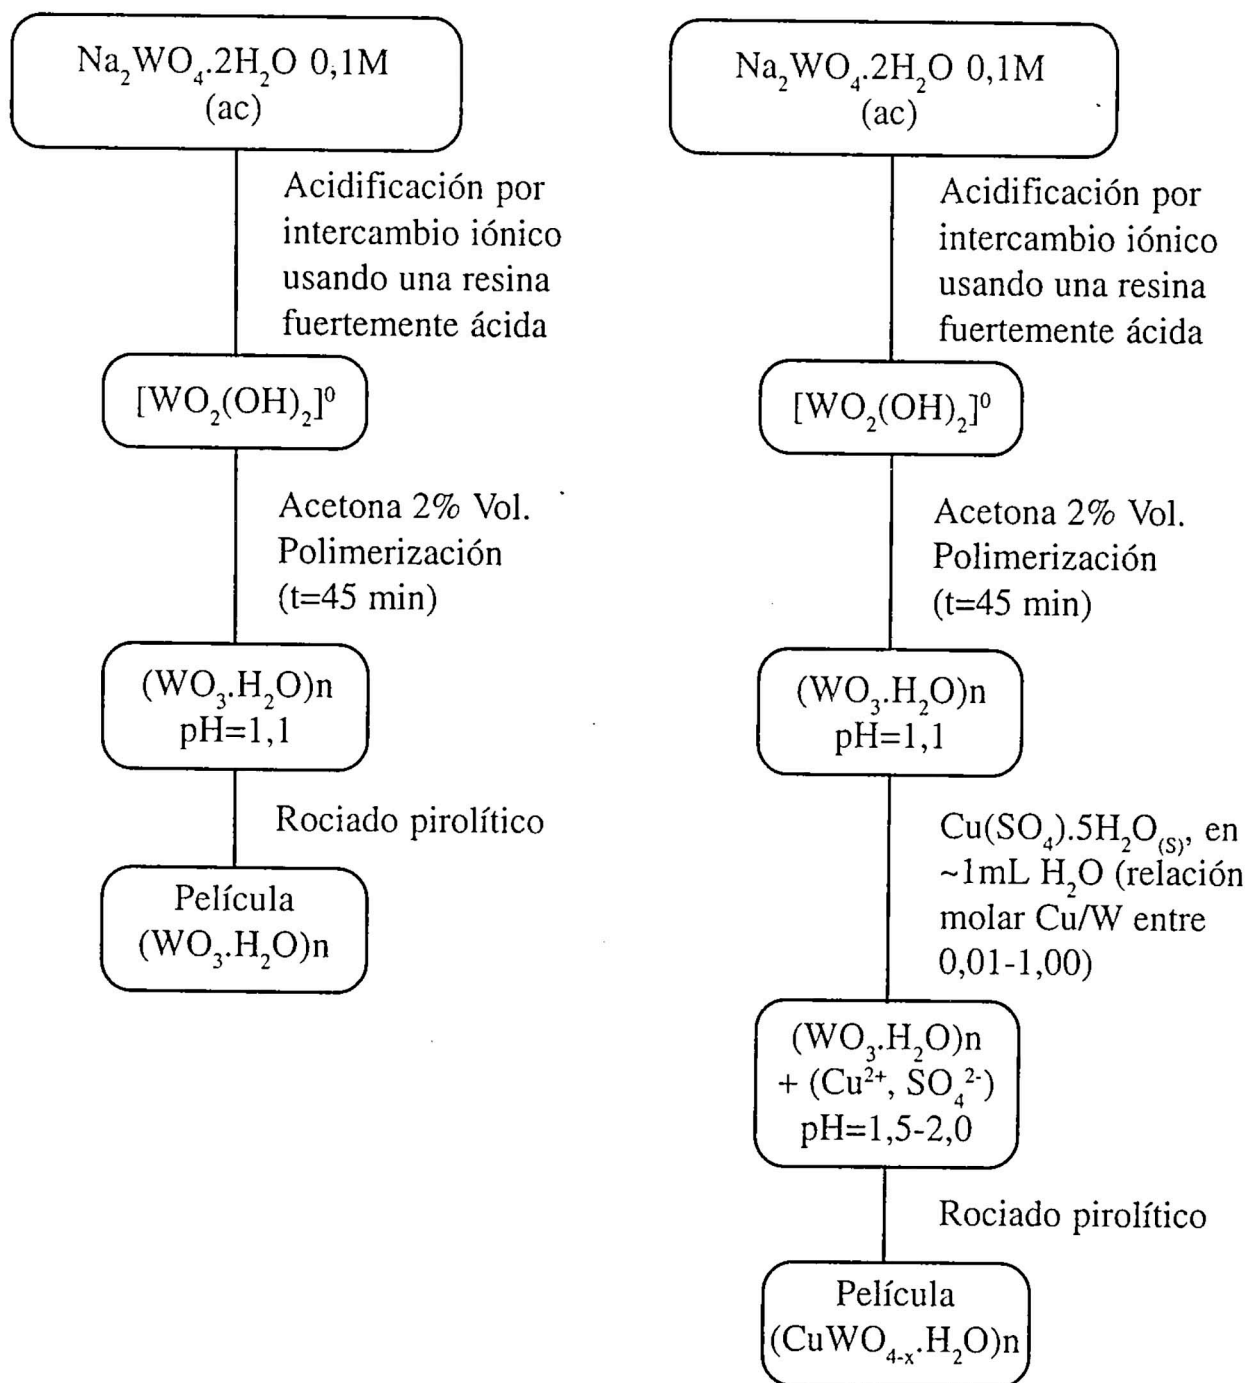 Na₂WO₄.2H₂O 0,1M
(ac)
Acidificación por
intercambio iónico
usando una resina
fuertemente ácida
[WO₂(OH)₂]⁰
Acetona 2% Vol.
Polimerización
(t=45 min)
(WO₃.H₂O)n
pH=1,1
Rociado pirolítico
Película
(WO₃.H₂O)n
Na₂WO₄.2H₂O 0,1M
(ac)
Acidificación por
intercambio iónico
usando una resina
fuertemente ácida
[WO₂(OH)₂]⁰
Acetona 2% Vol.
Polimerización
(t=45 min)
(WO₃.H₂O)n
pH=1,1
Cu(SO₄).5H₂O₍S₎, en
~1mL H₂O (relación
molar Cu/W entre
0,01-1,00)
(WO₃.H₂O)n
+ (Cu²⁺, SO₄²⁻)
pH=1,5-2,0
Rociado pirolítico
Película
(CuWO₄₋ₓ.H₂O)n